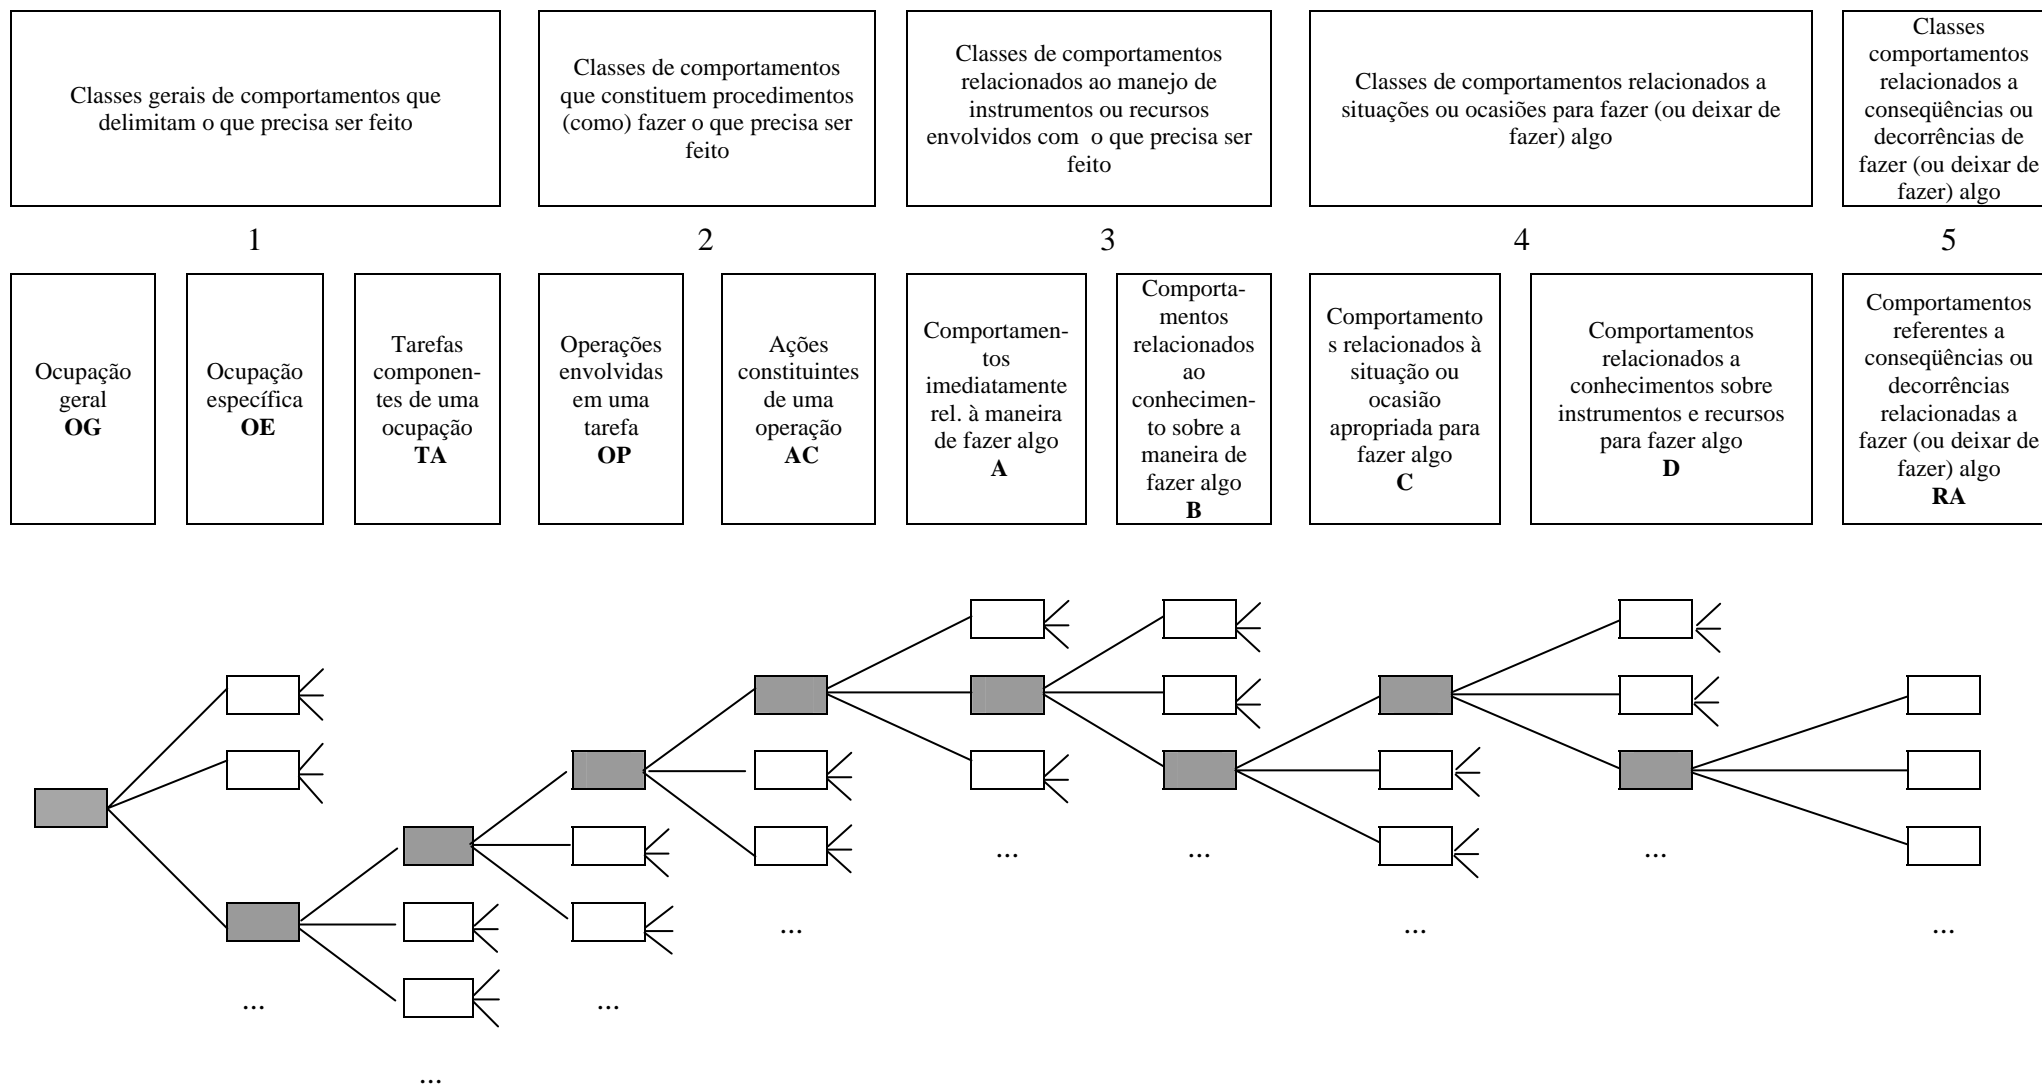 Classes gerais de comportamentos que
delimitam o que precisa ser feito
Classes de comportamentos
que constituem procedimentos
(como) fazer o que precisa ser
feito
Classes de comportamentos
relacionados ao manejo de
instrumentos ou recursos
envolvidos com o que precisa ser
feito
Classes de comportamentos relacionados a
situações ou ocasiões para fazer (ou deixar de
fazer) algo
Classes
comportamentos
relacionados a
conseqüências ou
decorrências de
fazer (ou deixar de
fazer) algo
1
2
3
4
5
Ocupação
geral
OG
Ocupação
específica
OE
Tarefas
componen-
tes de uma
ocupação
TA
Operações
envolvidas
em uma
tarefa
OP
Ações
constituintes
de uma
operação
AC
Comportamen-
tos
imediatamente
rel. à maneira
de fazer algo
A
Comporta-
mentos
relacionados
ao
conhecimen-
to sobre a
maneira de
fazer algo
B
Comportamento
s relacionados à
situação ou
ocasião
apropriada para
fazer algo
C
Comportamentos
relacionados a
conhecimentos sobre
instrumentos e recursos
para fazer algo
D
Comportamentos
referentes a
conseqüências ou
decorrências
relacionadas a
fazer (ou deixar de
fazer) algo
RA
...
...
...
...
...
...
...
...
...